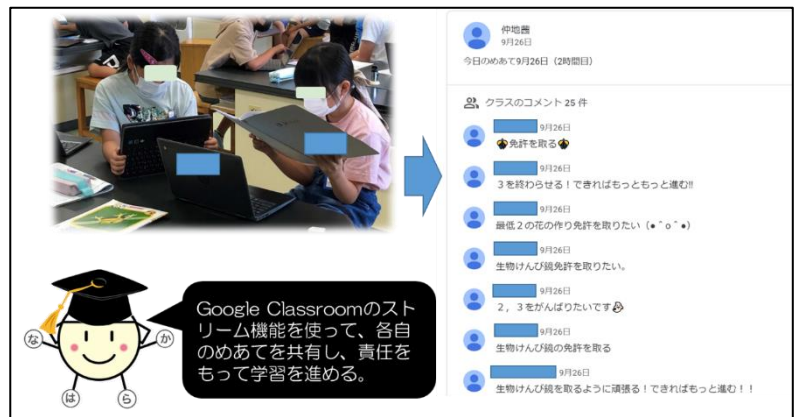 仲地茜
9月26日
今日のめあて9月26日（2時間目）
クラスのコメント 25 件
9月26日
免許を取る
9月26日
３を終わらせる！できればもっともっと進む!!
9月26日
最低２の花の作り免許を取りたい（●＾o＾●）
9月26日
生物けんび鏡免許を取りたい。
9月26日
２，３をがんばりたいです
9月26日
生物けんび鏡の免許を取る
9月26日
生物けんび鏡を取るように頑張る！できればもっと進む！！
Google Classroomのスト
リーム機能を使って、各自
のめあてを共有し、責任を
もって学習を進める。
な
か
は
ら